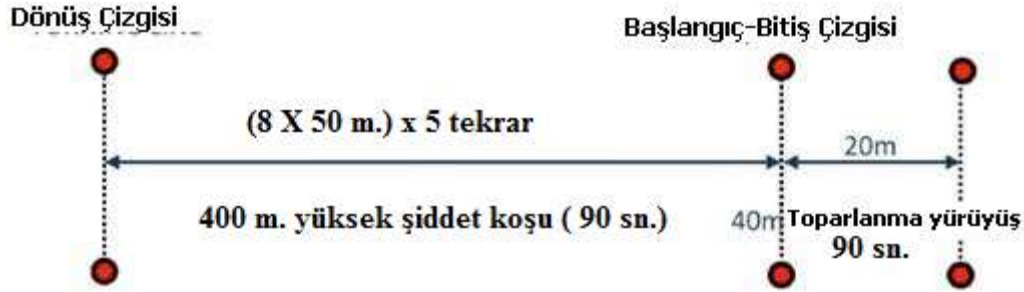 Dönüş Çizgisi
Başlangıç-Bitiş Çizgisi
(8 X 50 m.) x 5 tekrar
20m
400 m. yüksek şiddet koşu ( 90 sn.)
40m
Toparlanma yürüyüş
90 sn.